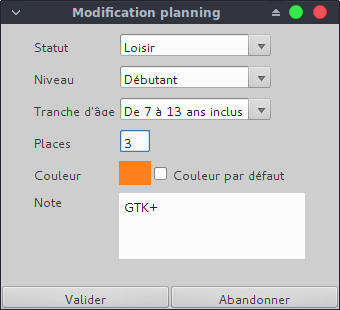 Modification planning
Statut Loisir
Niveau Débutant
Tranche d'âge De 7 à 13 ans inclus
Places 3
Couleur Couleur par défaut
Note GTK+
Valider Abandonner